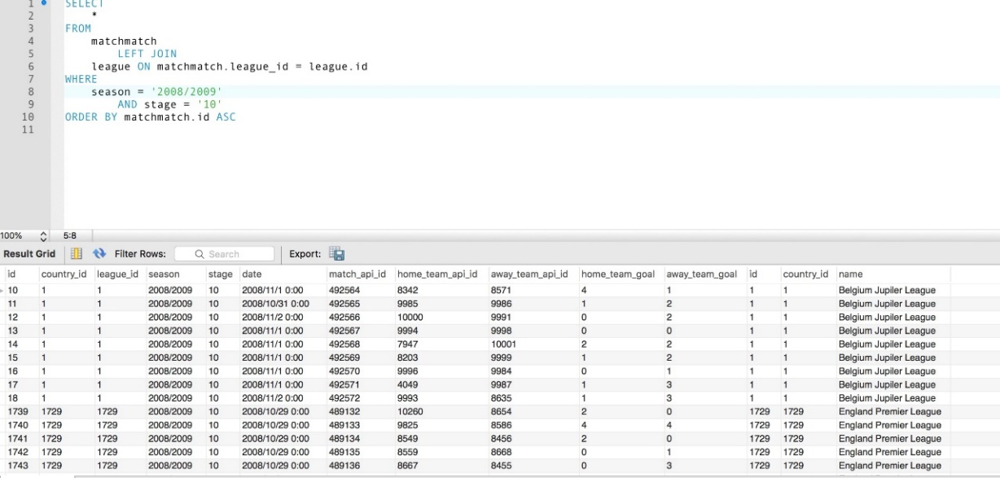 1 SELECT
2 *
3 FROM
4 matchmatch
5 LEFT JOIN
6 league ON matchmatch.league_id = league.id
7 WHERE
8 season = '2008/2009'
9 AND stage = '10'
10 ORDER BY matchmatch.id ASC
11
100% 5:8
Result Grid Filter Rows: Search Export:
id country_id league_id season stage date match_api_id home_team_api_id away_team_api_id home_team_goal away_team_goal id country_id name
10 1 1 2008/2009 10 2008/11/1 0:00 492564 8342 8571 4 1 1 1 Belgium Jupiler League
11 1 1 2008/2009 10 2008/10/31 0:00 492565 9985 9986 1 2 1 1 Belgium Jupiler League
12 1 1 2008/2009 10 2008/11/2 0:00 492566 10000 9991 0 2 1 1 Belgium Jupiler League
13 1 1 2008/2009 10 2008/11/1 0:00 492567 9994 9998 0 0 1 1 Belgium Jupiler League
14 1 1 2008/2009 10 2008/11/1 0:00 492568 7947 10001 2 2 1 1 Belgium Jupiler League
15 1 1 2008/2009 10 2008/11/1 0:00 492569 8203 9999 1 2 1 1 Belgium Jupiler League
16 1 1 2008/2009 10 2008/11/1 0:00 492570 9996 9984 0 1 1 1 Belgium Jupiler League
17 1 1 2008/2009 10 2008/11/1 0:00 492571 4049 9987 1 3 1 1 Belgium Jupiler League
18 1 1 2008/2009 10 2008/11/2 0:00 492572 9993 8635 1 3 1 1 Belgium Jupiler League
1739 1729 1729 2008/2009 10 2008/10/29 0:00 489132 10260 8654 2 0 1729 1729 England Premier League
1740 1729 1729 2008/2009 10 2008/10/29 0:00 489133 9825 8586 4 4 1729 1729 England Premier League
1741 1729 1729 2008/2009 10 2008/10/29 0:00 489134 8549 8456 2 0 1729 1729 England Premier League
1742 1729 1729 2008/2009 10 2008/10/29 0:00 489135 8559 8668 0 1 1729 1729 England Premier League
1743 1729 1729 2008/2009 10 2008/10/29 0:00 489136 8667 8455 0 3 1729 1729 England Premier League